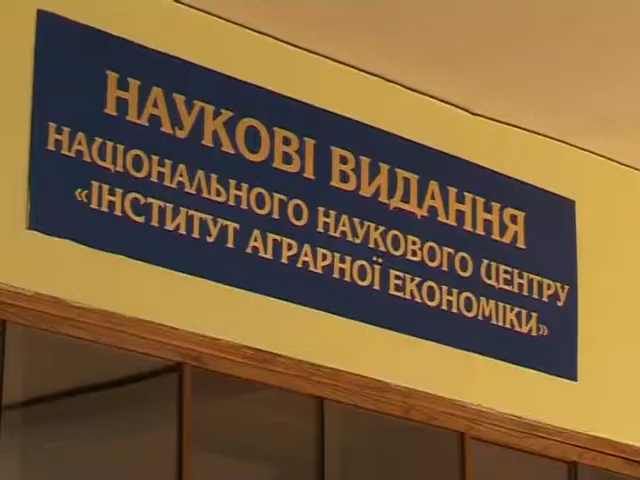 НАУКОВІ ВИДАННЯ
НАЦІОНАЛЬНОГО НАУКОВОГО ЦЕНТРУ
«ІНСТИТУТ АГРАРНОЇ ЕКОНОМІКИ»